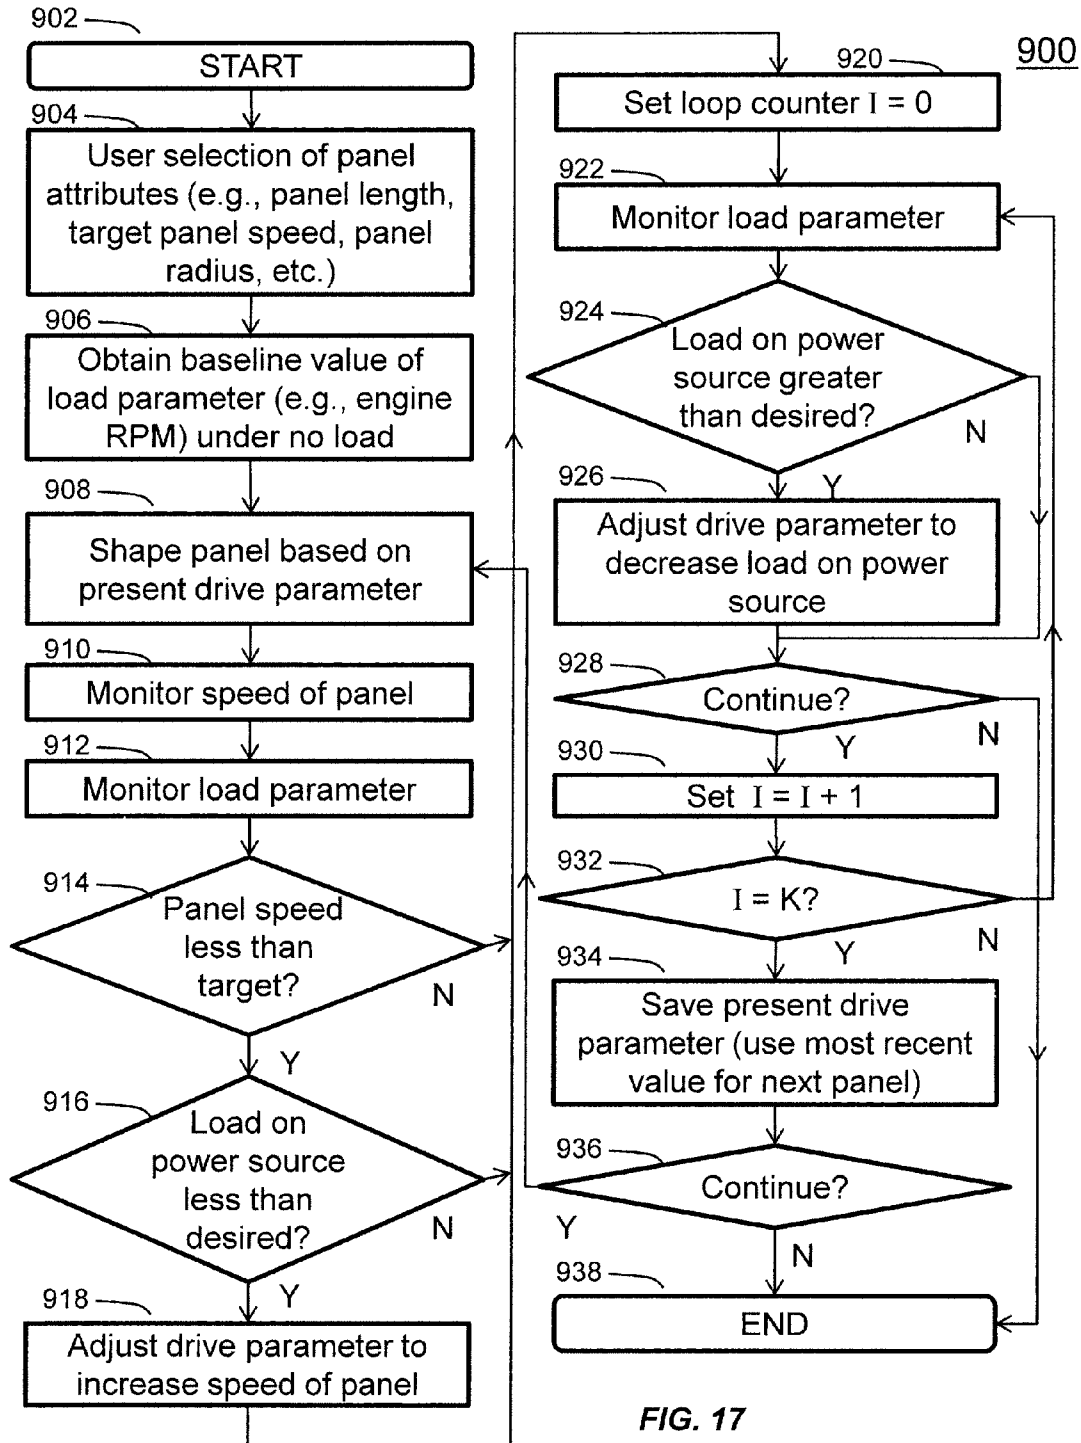 902
START
904
User selection of panel
attributes (e.g., panel length,
target panel speed, panel
radius, etc.)
906
Obtain baseline value of
load parameter (e.g., engine
RPM) under no load
908
Shape panel based on
present drive parameter
910
Monitor speed of panel
912
Monitor load parameter
914
Panel speed
less than
target?
N
Y
916
Load on
power source
less than
desired?
N
Y
918
Adjust drive parameter to
increase speed of panel
900
920
Set loop counter I = 0
922
Monitor load parameter
924
Load on power
source greater
than desired?
N
Y
926
Adjust drive parameter to
decrease load on power
source
928
Continue?
N
Y
930
Set I = I + 1
932
I = K?
N
Y
934
Save present drive
parameter (use most recent
value for next panel)
936
Continue?
Y
N
938
END
FIG. 17